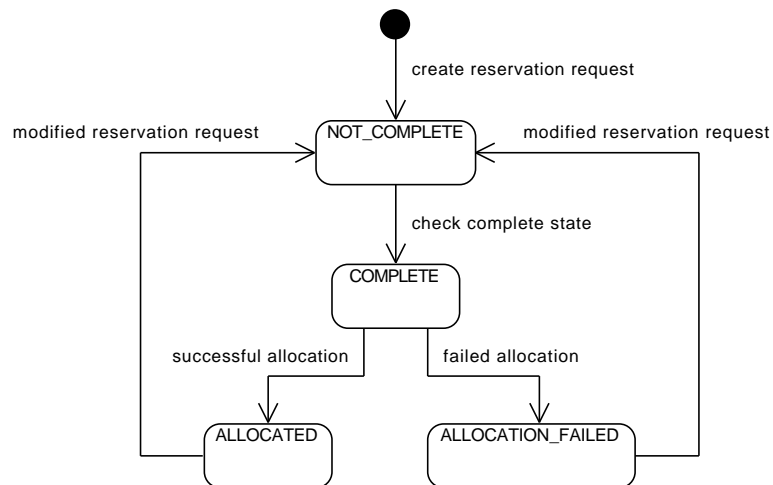 create reservation request
modified reservation request
NOT_COMPLETE
modified reservation request
check complete state
COMPLETE
successful allocation
failed allocation
ALLOCATED
ALLOCATION_FAILED